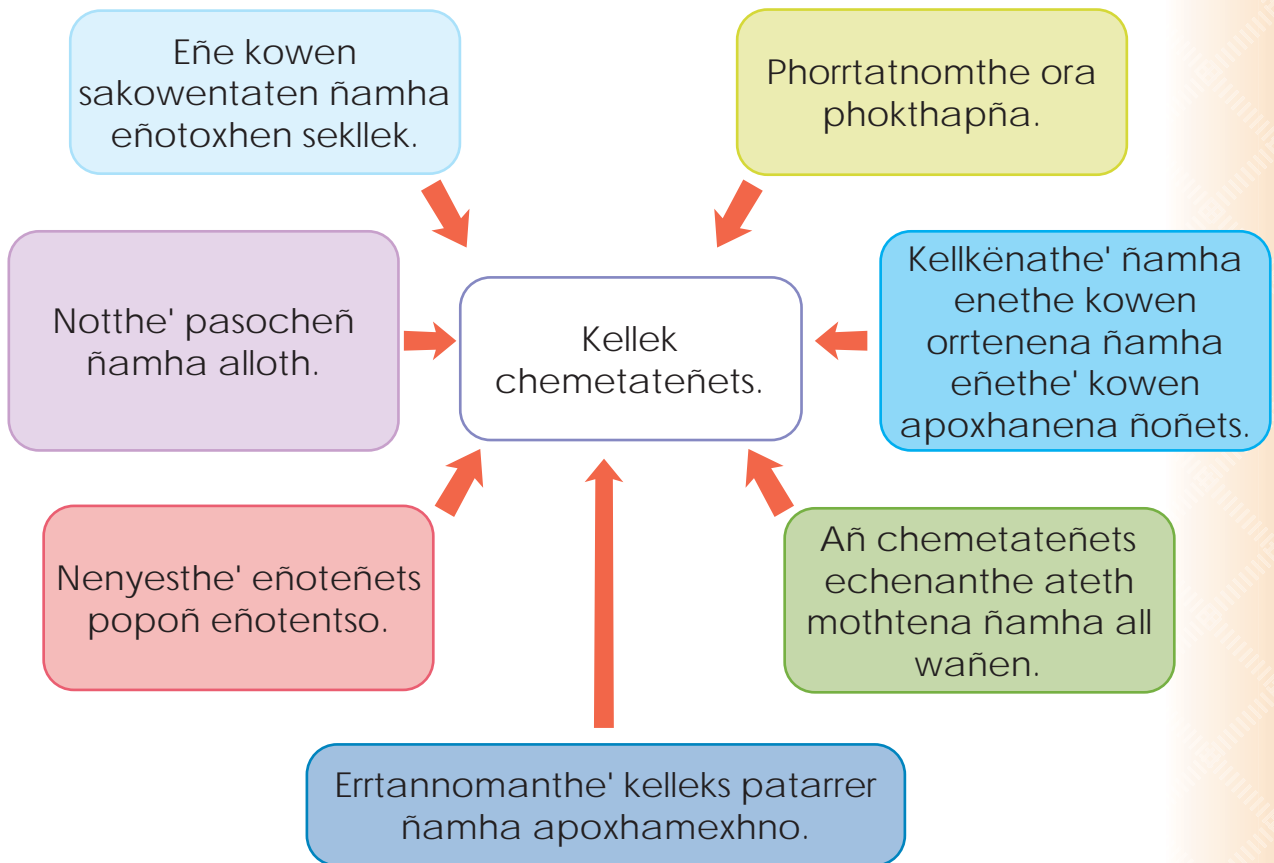 Eñe kowen
sakowentaten ñamha
eñotoxhen sekllek.
Phorrtatnomthe ora
phokthapña.
Notthe' pasocheñ
ñamha alloth.
Kellek
chemetateñets.
Kellkënathe' ñamha
enethe kowen
orrtenena ñamha
eñethe' kowen
apoxhanena ñoñets.
Nenyesthe' eñoteñets
popoñ eñotentso.
Añ chemetateñets
echenanthe ateth
mothtena ñamha all
wañen.
Errtannomanthe' kelleks patarrer
ñamha apoxhamexhno.